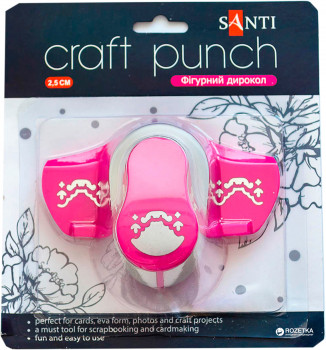 SANTI
craft punch
2,5 CM
Фігурний дирокол
perfect for cards, eva form, photos and craft projects
a must tool for scrapbooking and cardmaking
fun and easy to use
ROZETKA